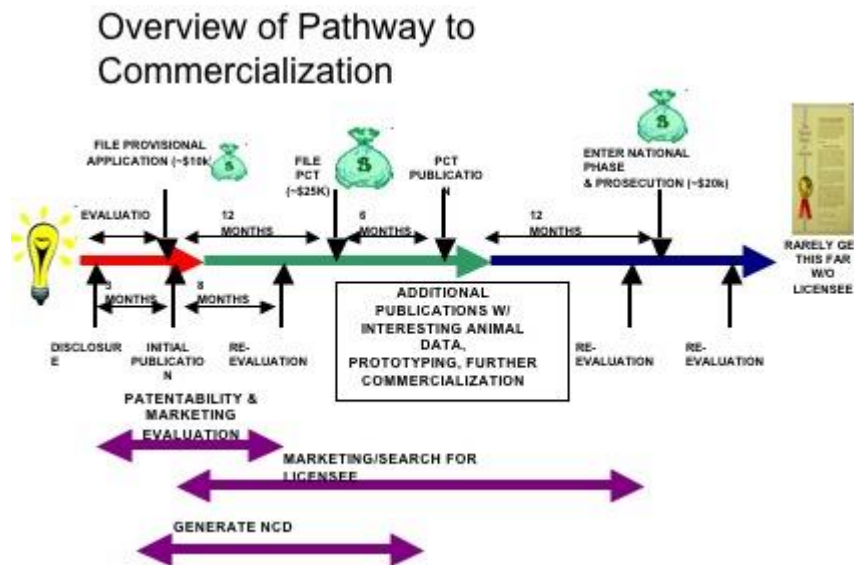 Overview of Pathway to
Commercialization
FILE PROVISIONAL
APPLICATION (~$10k)
$
FILE
PCT
(~$25K)
$
PCT
PUBLICATIO
N
$
ENTER NATIONAL
PHASE
& PROSECUTION (~$20k)
EVALUATIO
12
MONTHS
6
MONTHS
12
MONTHS
RARELY GE
THIS FAR
W/O
LICENSEE
3
MONTHS
8
MONTHS
DISCLOSUR
E
INITIAL
PUBLICATIO
N
RE-
EVALUATION
ADDITIONAL
PUBLICATIONS W/
INTERESTING ANIMAL
DATA,
PROTOTYPING, FURTHER
COMMERCIALIZATION
RE-
EVALUATION
RE-
EVALUATION
PATENTABILITY &
MARKETING
EVALUATION
MARKETING/SEARCH FOR
LICENSEE
GENERATE NCD